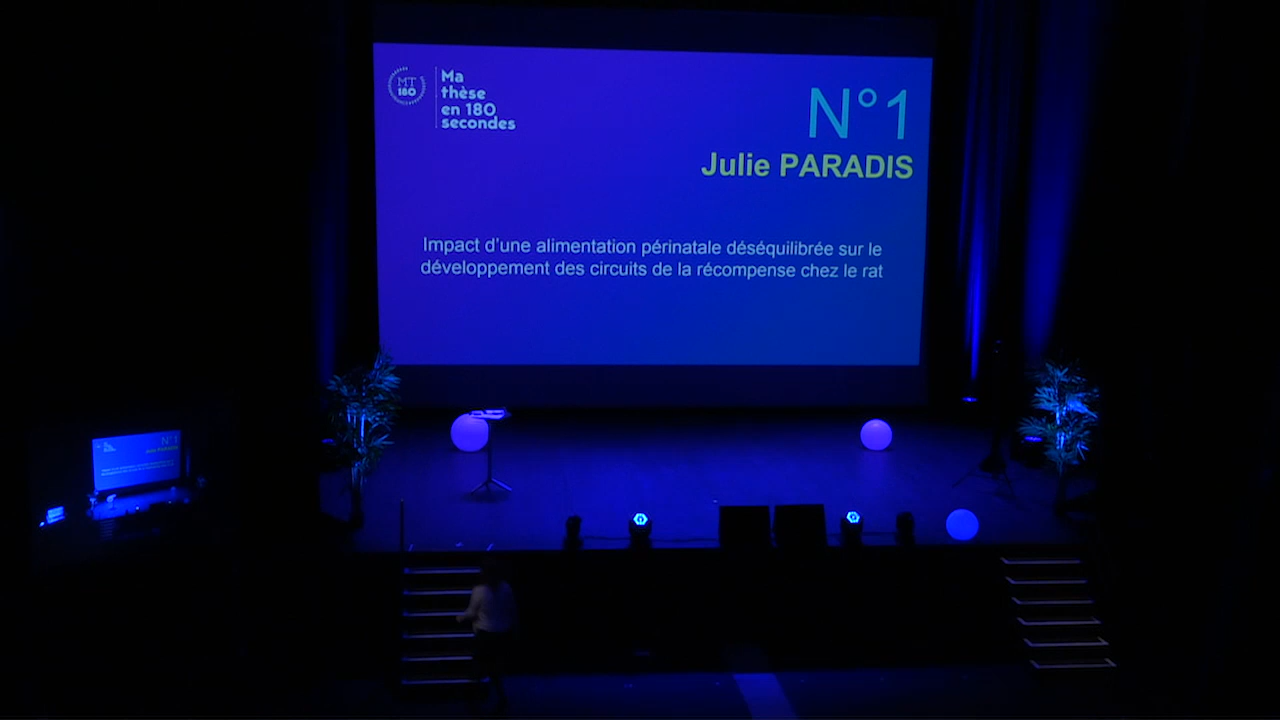 MT
180
Ma
thèse
en 180
secondes
N°1
Julie PARADIS
Impact d'une alimentation périnatale déséquilibrée sur le
développement des circuits de la récompense chez le rat
N°1